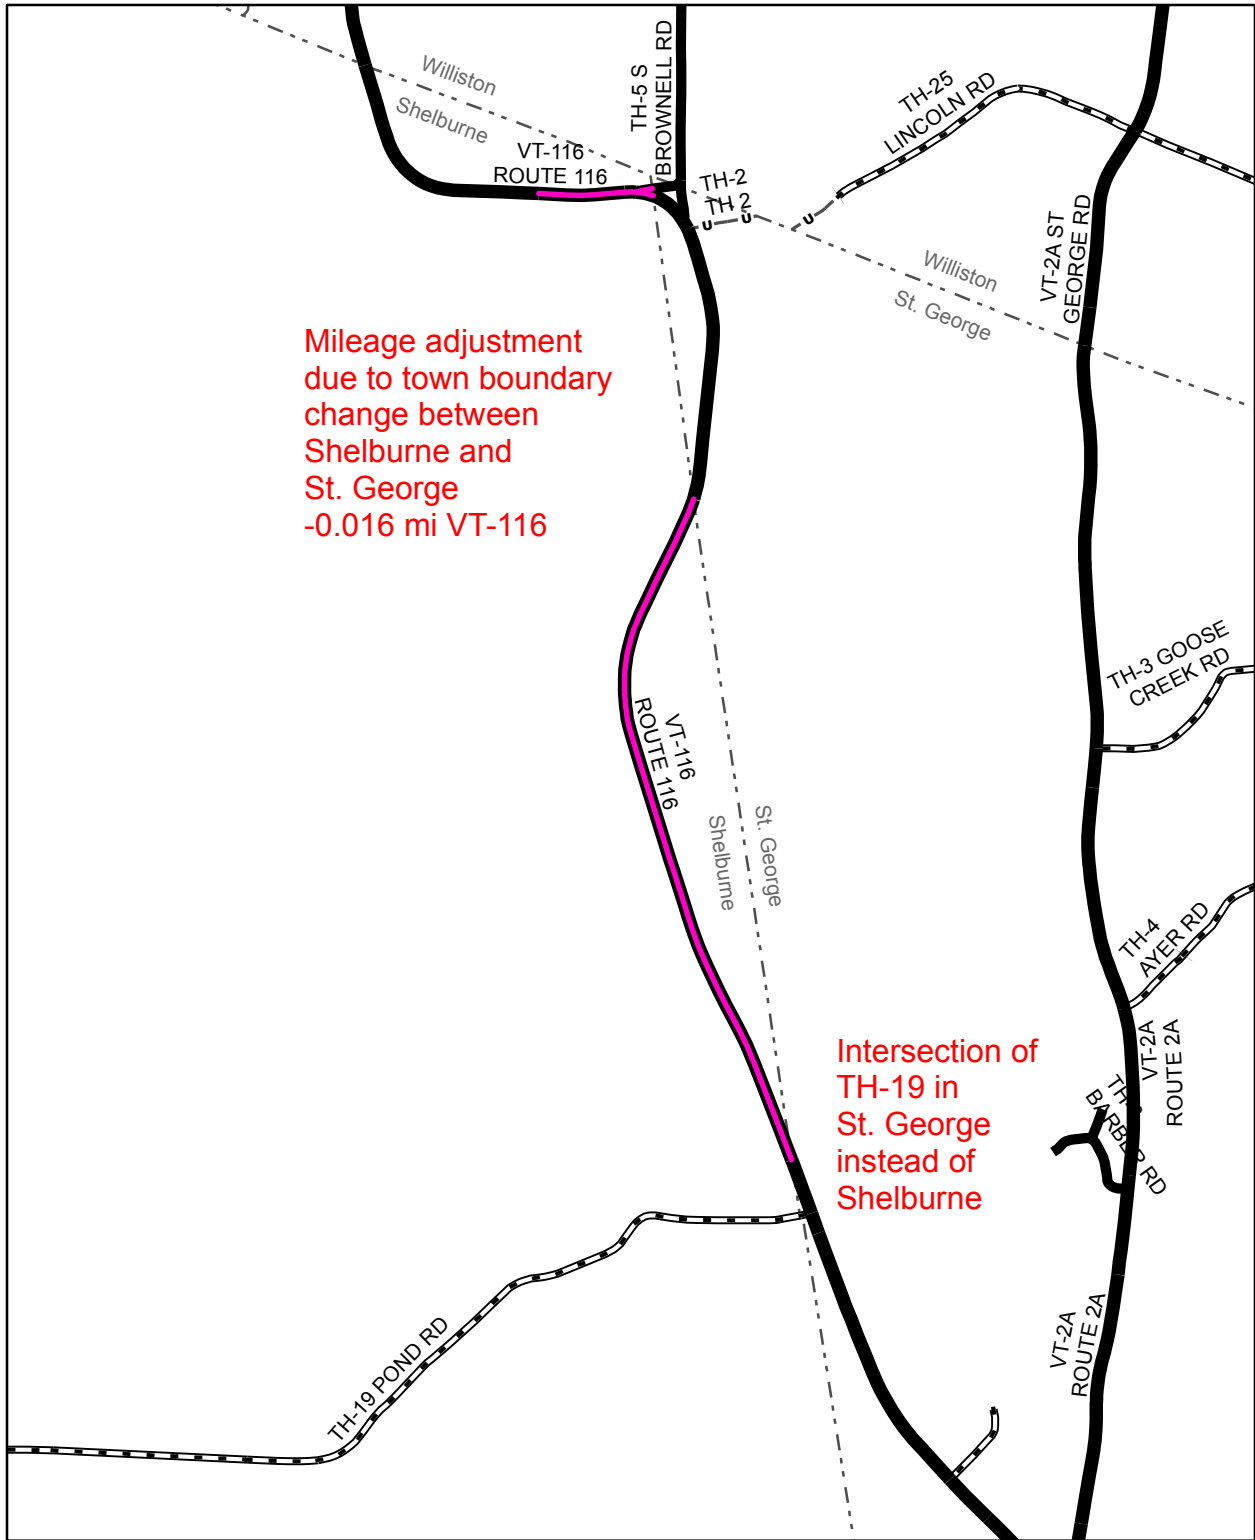 Williston
Shelburne
TH-5 S
BROWNELL RD
VT-116
ROUTE 116
TH-2
TH 2
U
U
U
TH-25
LINCOLN RD
VT-2A ST
GEORGE RD
Williston
St. George
Mileage adjustment
due to town boundary
change between
Shelburne and
St. George
-0.016 mi VT-116
TH-3 GOOSE
CREEK RD
VT-116
ROUTE 116
St. George
Shelburne
TH-4
AYER RD
VT-2A
ROUTE 2A
Intersection of
TH-19 in
St. George
instead of
Shelburne
BARBER RD
TH-19 POND RD
VT-2A
ROUTE 2A